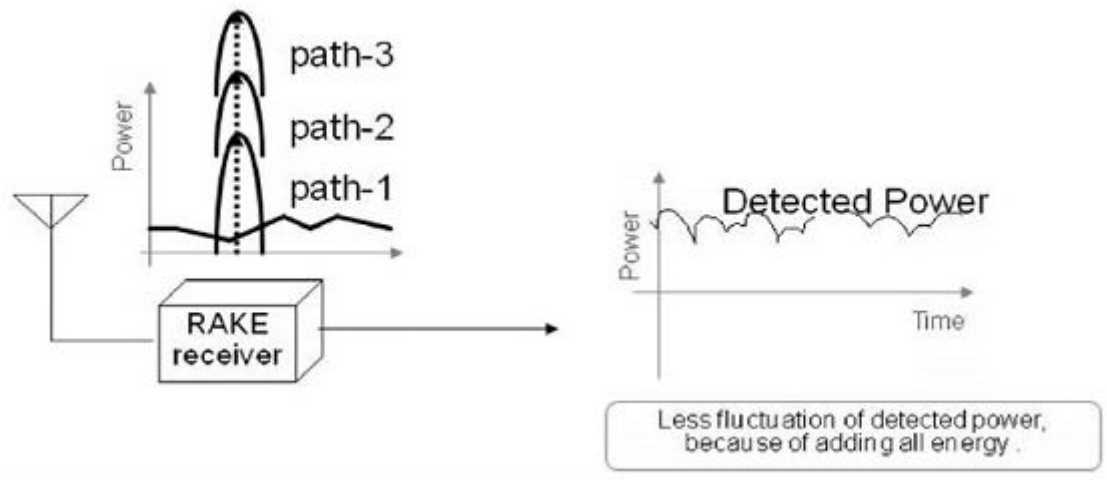 path-3
path-2
path-1
Power
RAKE
receiver
Detected Power
Power
Time
Less fluctuation of detected power,
because of adding all energy .